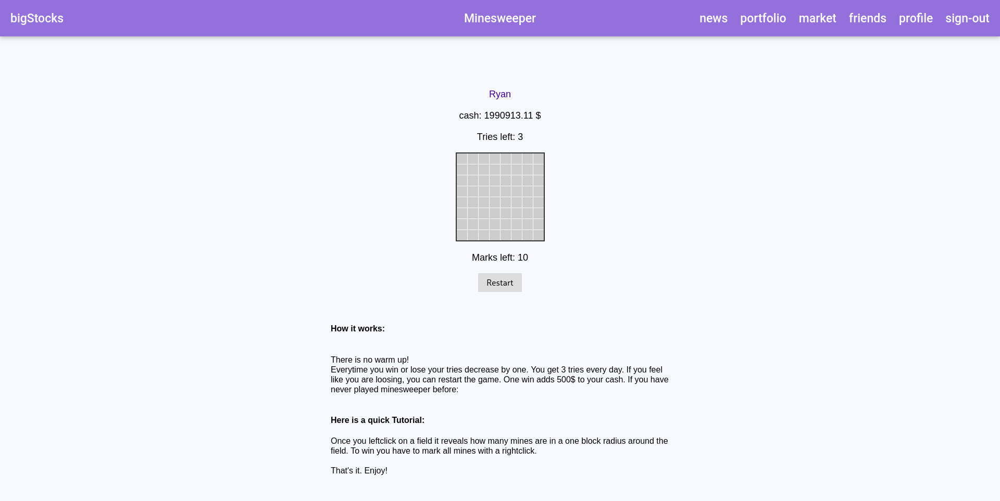 bigStocks Minesweeper news portfolio market friends profile sign-out
Ryan
cash: 1990913.11 $
Tries left: 3
Marks left: 10
Restart
How it works:
There is no warm up!
Everytime you win or lose your tries decrease by one. You get 3 tries every day. If you feel
like you are loosing, you can restart the game. One win adds 500$ to your cash. If you have
never played minesweeper before:
Here is a quick Tutorial:
Once you leftclick on a field it reveals how many mines are in a one block radius around the
field. To win you have to mark all mines with a rightclick.
That's it. Enjoy!